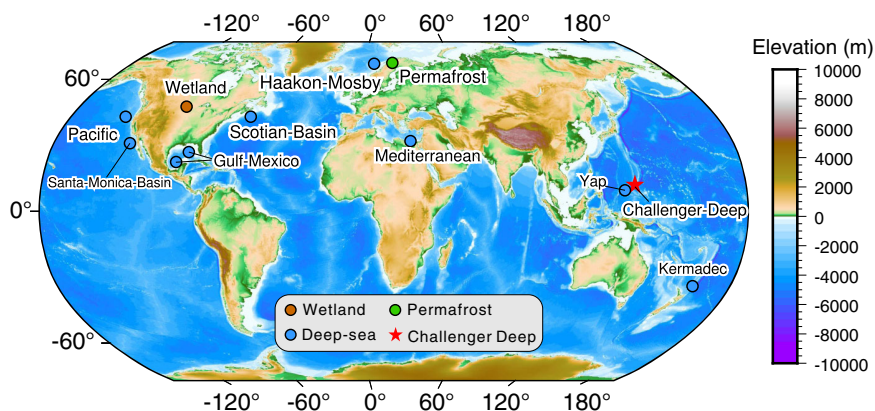 -120° -60° 0° 60° 120° 180°
Elevation (m)
60°
0°
-60°
Wetland
Haakon-Mosby
Permafrost
Pacific
Scotian-Basin
Gulf-Mexico
Santa-Monica-Basin
Mediterranean
Yap
Challenger-Deep
Kermadec
Wetland
Permafrost
Deep-sea
Challenger Deep
10000
8000
6000
4000
2000
0
-2000
-4000
-6000
-8000
-10000
-120° -60° 0° 60° 120° 180°